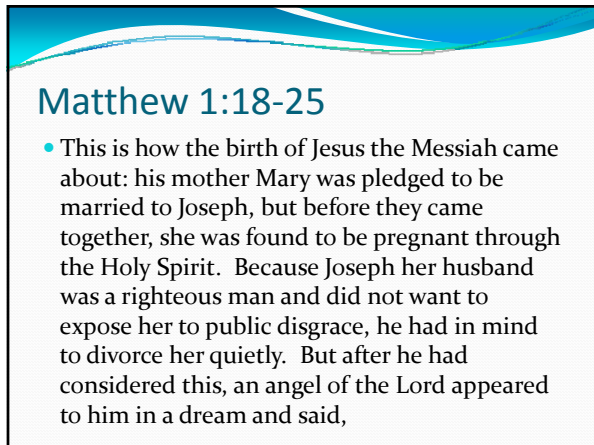 Matthew 1:18-25
• This is how the birth of Jesus the Messiah came
about: his mother Mary was pledged to be
married to Joseph, but before they came
together, she was found to be pregnant through
the Holy Spirit.  Because Joseph her husband
was a righteous man and did not want to
expose her to public disgrace, he had in mind
to divorce her quietly.  But after he had
considered this, an angel of the Lord appeared
to him in a dream and said,